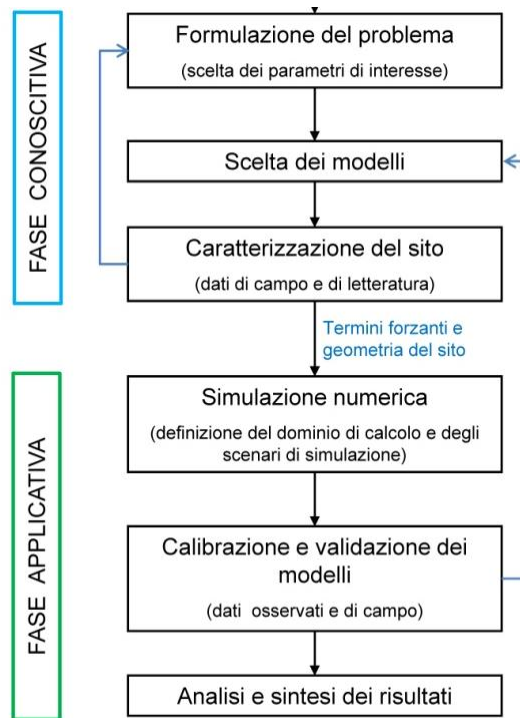 FASE CONOSCITIVA
Formulazione del problema
(scelta dei parametri di interesse)
Scelta dei modelli
Caratterizzazione del sito
(dati di campo e di letteratura)
Termini forzanti e
geometria del sito
FASE APPLICATIVA
Simulazione numerica
(definizione del dominio di calcolo e degli
scenari di simulazione)
Calibrazione e validazione dei
modelli
(dati osservati e di campo)
Analisi e sintesi dei risultati